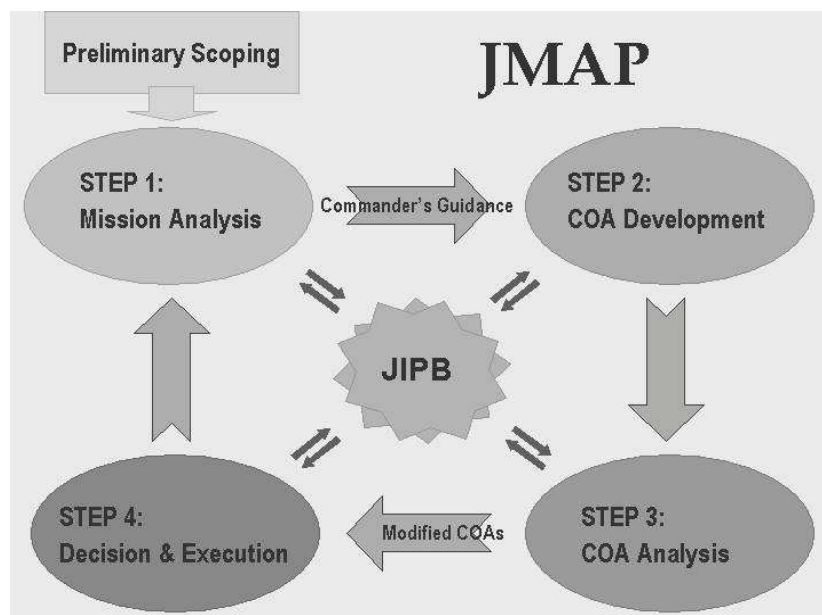 Preliminary Scoping
JMAP
STEP 1:
Mission Analysis
Commander's Guidance
STEP 2:
COA Development
JIPB
STEP 4:
Decision & Execution
Modified COAs
STEP 3:
COA Analysis